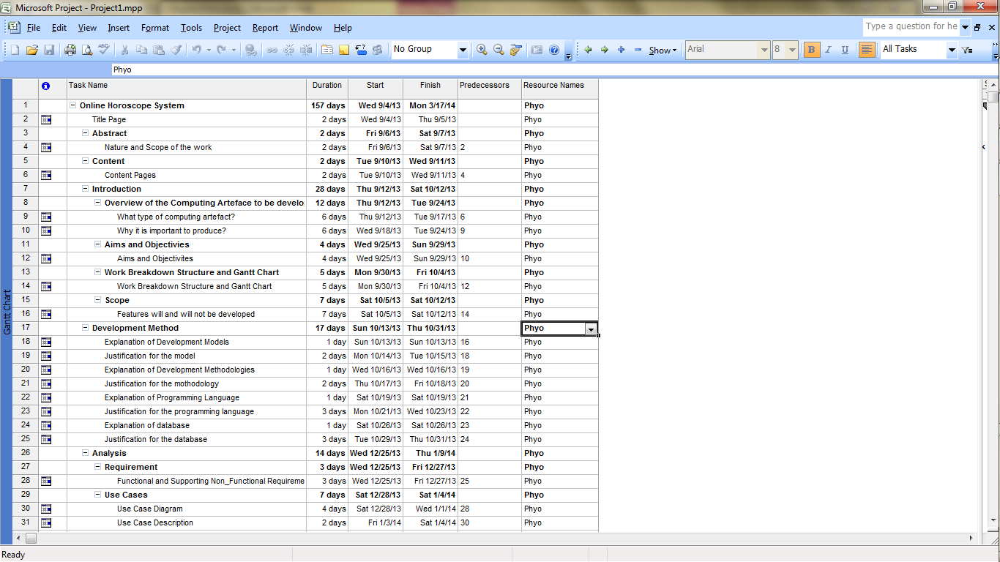 Microsoft Project - Project1.mpp
File Edit View Insert Format Tools Project Report Window Help Type a question for he
No Group Show Arial 8 B I U All Tasks
Phyo
Task Name Duration Start Finish Predecessors Resource Names
1 Online Horoscope System 157 days Wed 9/4/13 Mon 3/17/14 Phyo
2 Title Page 2 days Wed 9/4/13 Thu 9/5/13 Phyo
3 Abstract 2 days Fri 9/6/13 Sat 9/7/13 Phyo
4 Nature and Scope of the work 2 days Fri 9/6/13 Sat 9/7/13 2 Phyo
5 Content 2 days Tue 9/10/13 Wed 9/11/13 Phyo
6 Content Pages 2 days Tue 9/10/13 Wed 9/11/13 4 Phyo
7 Introduction 28 days Thu 9/12/13 Sat 10/12/13 Phyo
8 Overview of the Computing Arteface to be develo 12 days Thu 9/12/13 Tue 9/24/13 Phyo
9 What type of computing artefact? 6 days Thu 9/12/13 Tue 9/17/13 6 Phyo
10 Why it is important to produce? 6 days Wed 9/18/13 Tue 9/24/13 9 Phyo
11 Aims and Objectivies 4 days Wed 9/25/13 Sun 9/29/13 Phyo
12 Aims and Objectivites 4 days Wed 9/25/13 Sun 9/29/13 10 Phyo
13 Work Breakdown Structure and Gantt Chart 5 days Mon 9/30/13 Fri 10/4/13 Phyo
14 Work Breakdown Structure and Gantt Chart 5 days Mon 9/30/13 Fri 10/4/13 12 Phyo
15 Scope 7 days Sat 10/5/13 Sat 10/12/13 Phyo
16 Features will and will not be developed 7 days Sat 10/5/13 Sat 10/12/13 14 Phyo
17 Development Method 17 days Sun 10/13/13 Thu 10/31/13 Phyo
18 Explanation of Development Models 1 day Sun 10/13/13 Sun 10/13/13 16 Phyo
19 Justification for the model 2 days Mon 10/14/13 Tue 10/15/13 18 Phyo
20 Explanation of Development Methodologies 1 day Wed 10/16/13 Wed 10/16/13 19 Phyo
21 Justification for the mothodology 2 days Thu 10/17/13 Fri 10/18/13 20 Phyo
22 Explanation of Programming Language 1 day Sat 10/19/13 Sat 10/19/13 21 Phyo
23 Justification for the programming language 3 days Mon 10/21/13 Wed 10/23/13 22 Phyo
24 Explanation of database 1 day Sat 10/26/13 Sat 10/26/13 23 Phyo
25 Justification for the database 3 days Tue 10/29/13 Thu 10/31/13 24 Phyo
26 Analysis 14 days Wed 12/25/13 Thu 1/9/14 Phyo
27 Requirement 3 days Wed 12/25/13 Fri 12/27/13 Phyo
28 Functional and Supporting Non_Functional Requireme 3 days Wed 12/25/13 Fri 12/27/13 25 Phyo
29 Use Cases 7 days Sat 12/28/13 Sat 1/4/14 Phyo
30 Use Case Diagram 4 days Sat 12/28/13 Wed 1/1/14 28 Phyo
31 Use Case Description 2 days Fri 1/3/14 Sat 1/4/14 30 Phyo
Gantt Chart
Ready